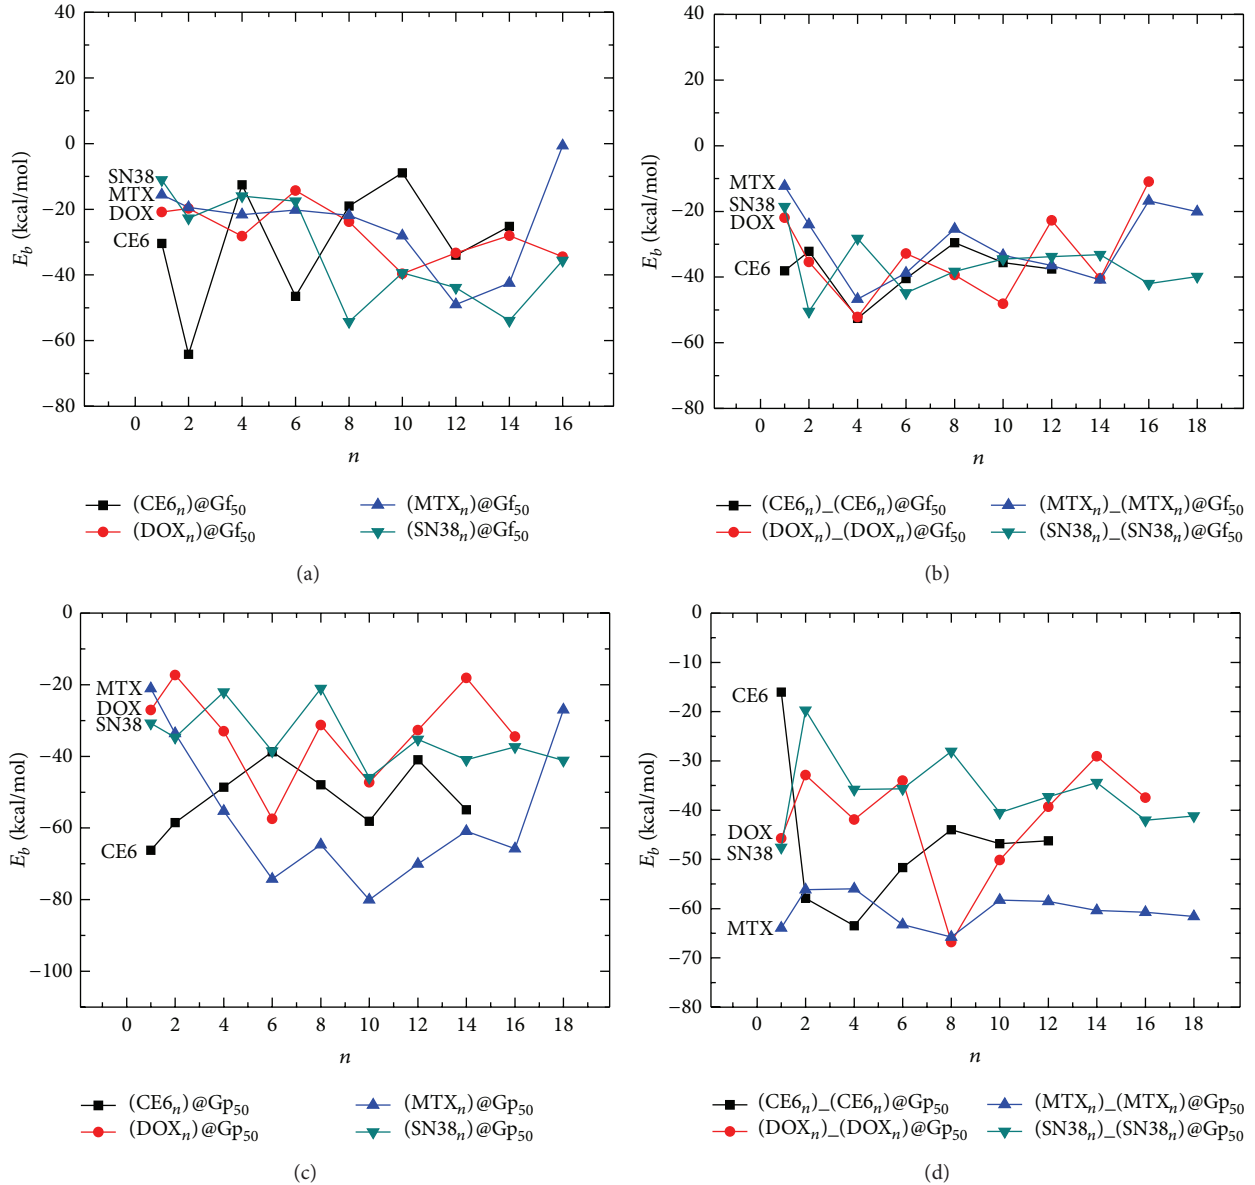 40
20
0
−20
−40
−60
−80
E_b (kcal/mol)
SN38
MTX
DOX
CE6
0 2 4 6 8 10 12 14 16
n
(CE6n)@Gf50
(DOXn)@Gf50
(MTXn)@Gf50
(SN38n)@Gf50
(a)
40
20
0
−20
−40
−60
−80
E_b (kcal/mol)
MTX
SN38
DOX
CE6
0 2 4 6 8 10 12 14 16 18
n
(CE6n)_(CE6n)@Gf50
(DOXn)_(DOXn)@Gf50
(MTXn)_(MTXn)@Gf50
(SN38n)_(SN38n)@Gf50
(b)
0
−20
−40
−60
−80
−100
E_b (kcal/mol)
MTX
DOX
SN38
CE6
0 2 4 6 8 10 12 14 16 18
n
(CE6n)@Gp50
(DOXn)@Gp50
(MTXn)@Gp50
(SN38n)@Gp50
(c)
0
−10
−20
−30
−40
−50
−60
−70
−80
E_b (kcal/mol)
CE6
DOX
SN38
MTX
0 2 4 6 8 10 12 14 16 18
n
(CE6n)_(CE6n)@Gp50
(DOXn)_(DOXn)@Gp50
(MTXn)_(MTXn)@Gp50
(SN38n)_(SN38n)@Gp50
(d)